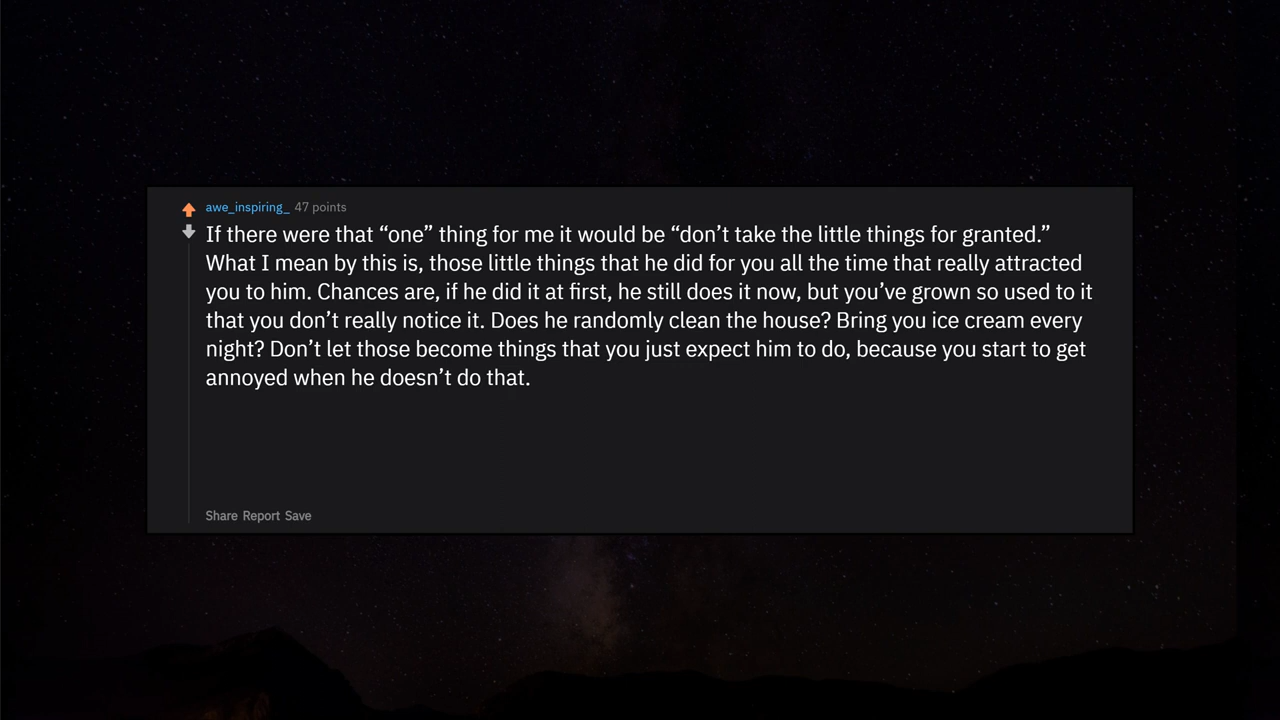 awe_inspiring_ 47 points
If there were that “one” thing for me it would be “don’t take the little things for granted.”
What I mean by this is, those little things that he did for you all the time that really attracted
you to him. Chances are, if he did it at first, he still does it now, but you’ve grown so used to it
that you don’t really notice it. Does he randomly clean the house? Bring you ice cream every
night? Don’t let those become things that you just expect him to do, because you start to get
annoyed when he doesn’t do that.
Share Report Save